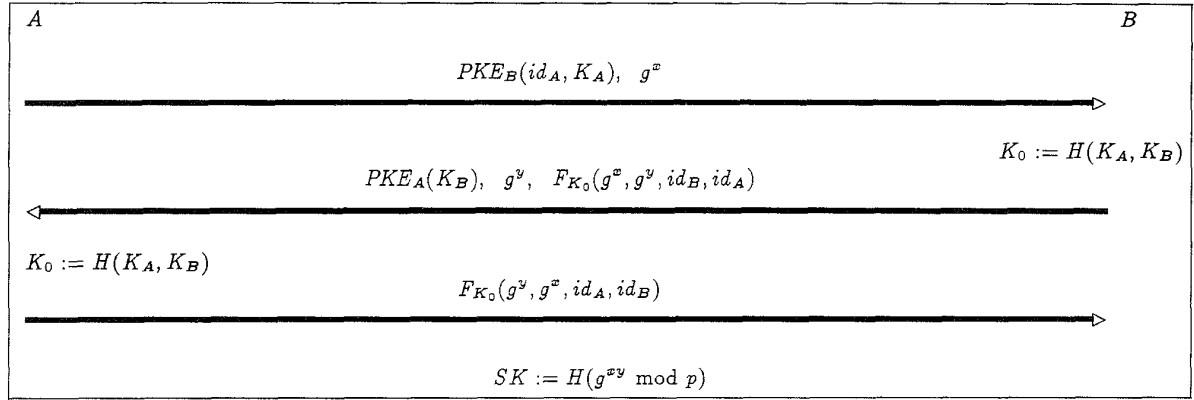 A B
PKE_B(id_A, K_A), g^x
K_0 := H(K_A, K_B)
PKE_A(K_B), g^y, F_{K_0}(g^x, g^y, id_B, id_A)
K_0 := H(K_A, K_B)
F_{K_0}(g^y, g^x, id_A, id_B)
SK := H(g^{xy} mod p)